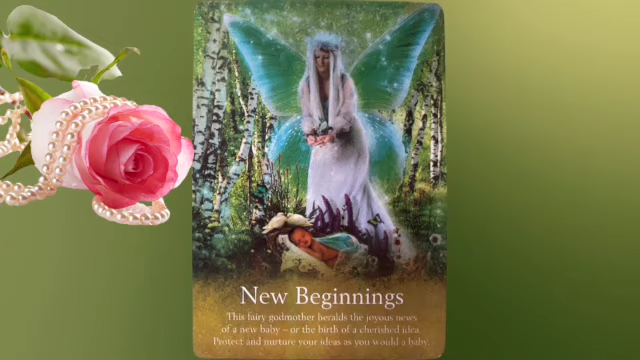 New Beginnings
This fairy godmother heralds the joyous news
of a new baby – or the birth of a cherished idea.
Protect and nurture your ideas as you would a baby.